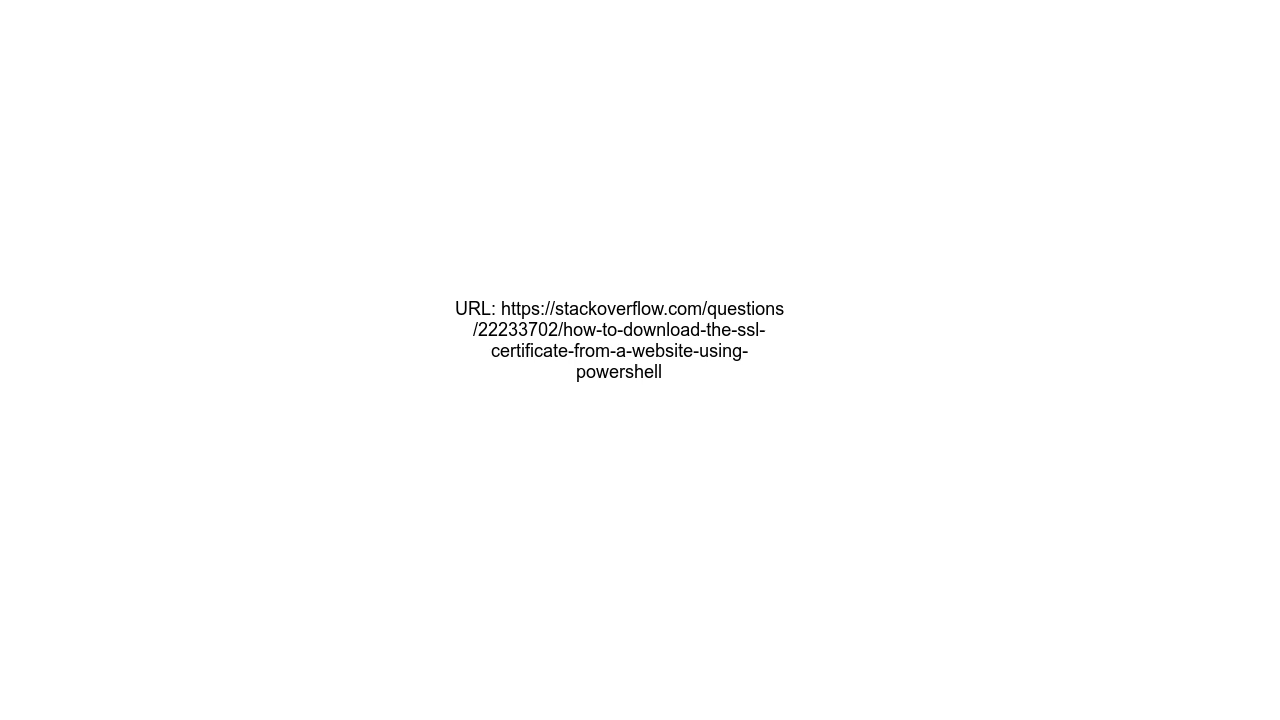 URL: https://stackoverflow.com/questions
/22233702/how-to-download-the-ssl-
certificate-from-a-website-using-
powershell